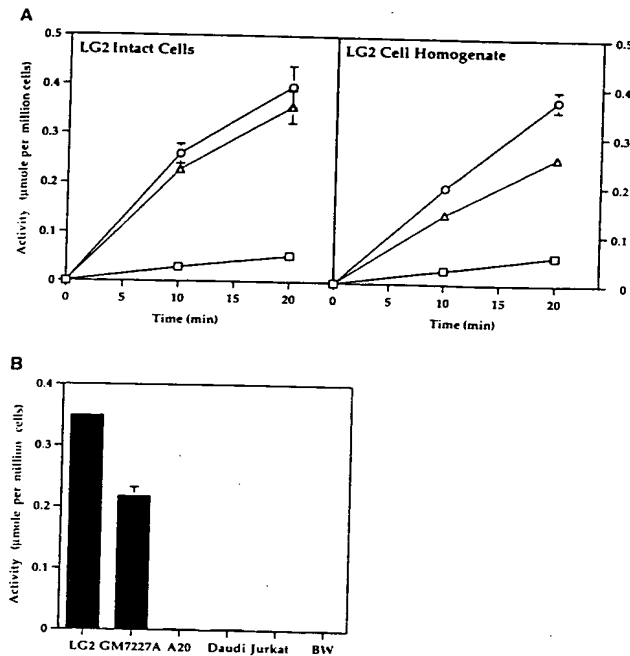 A
LG2 Intact Cells
LG2 Cell Homogenate
Activity (µmole per million cells)
0.5
0.4
0.3
0.2
0.1
0
0.5
0.4
0.3
0.2
0.1
0
0 5 10 15 20
0 5 10 15 20
Time (min)
Time (min)
B
Activity (µmole per million cells)
0.4
0.3
0.2
0.1
0
LG2 GM7227A A20 Daudi Jurkat BW